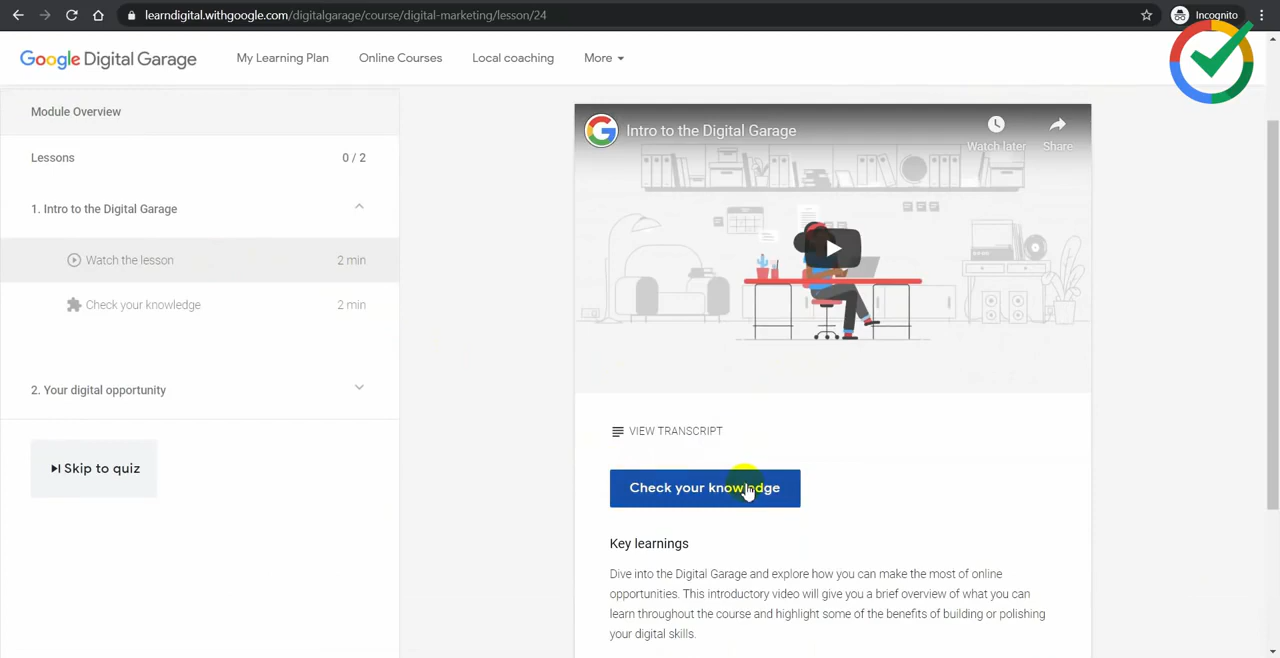 learndigital.withgoogle.com/digitalgarage/course/digital-marketing/lesson/24
Incognito
Google Digital Garage
My Learning Plan
Online Courses
Local coaching
More
Module Overview
Lessons
0 / 2
1. Intro to the Digital Garage
Watch the lesson
2 min
Check your knowledge
2 min
2. Your digital opportunity
Skip to quiz
Intro to the Digital Garage
Watch later
Share
VIEW TRANSCRIPT
Check your knowledge
Key learnings
Dive into the Digital Garage and explore how you can make the most of online
opportunities. This introductory video will give you a brief overview of what you can
learn throughout the course and highlight some of the benefits of building or polishing
your digital skills.